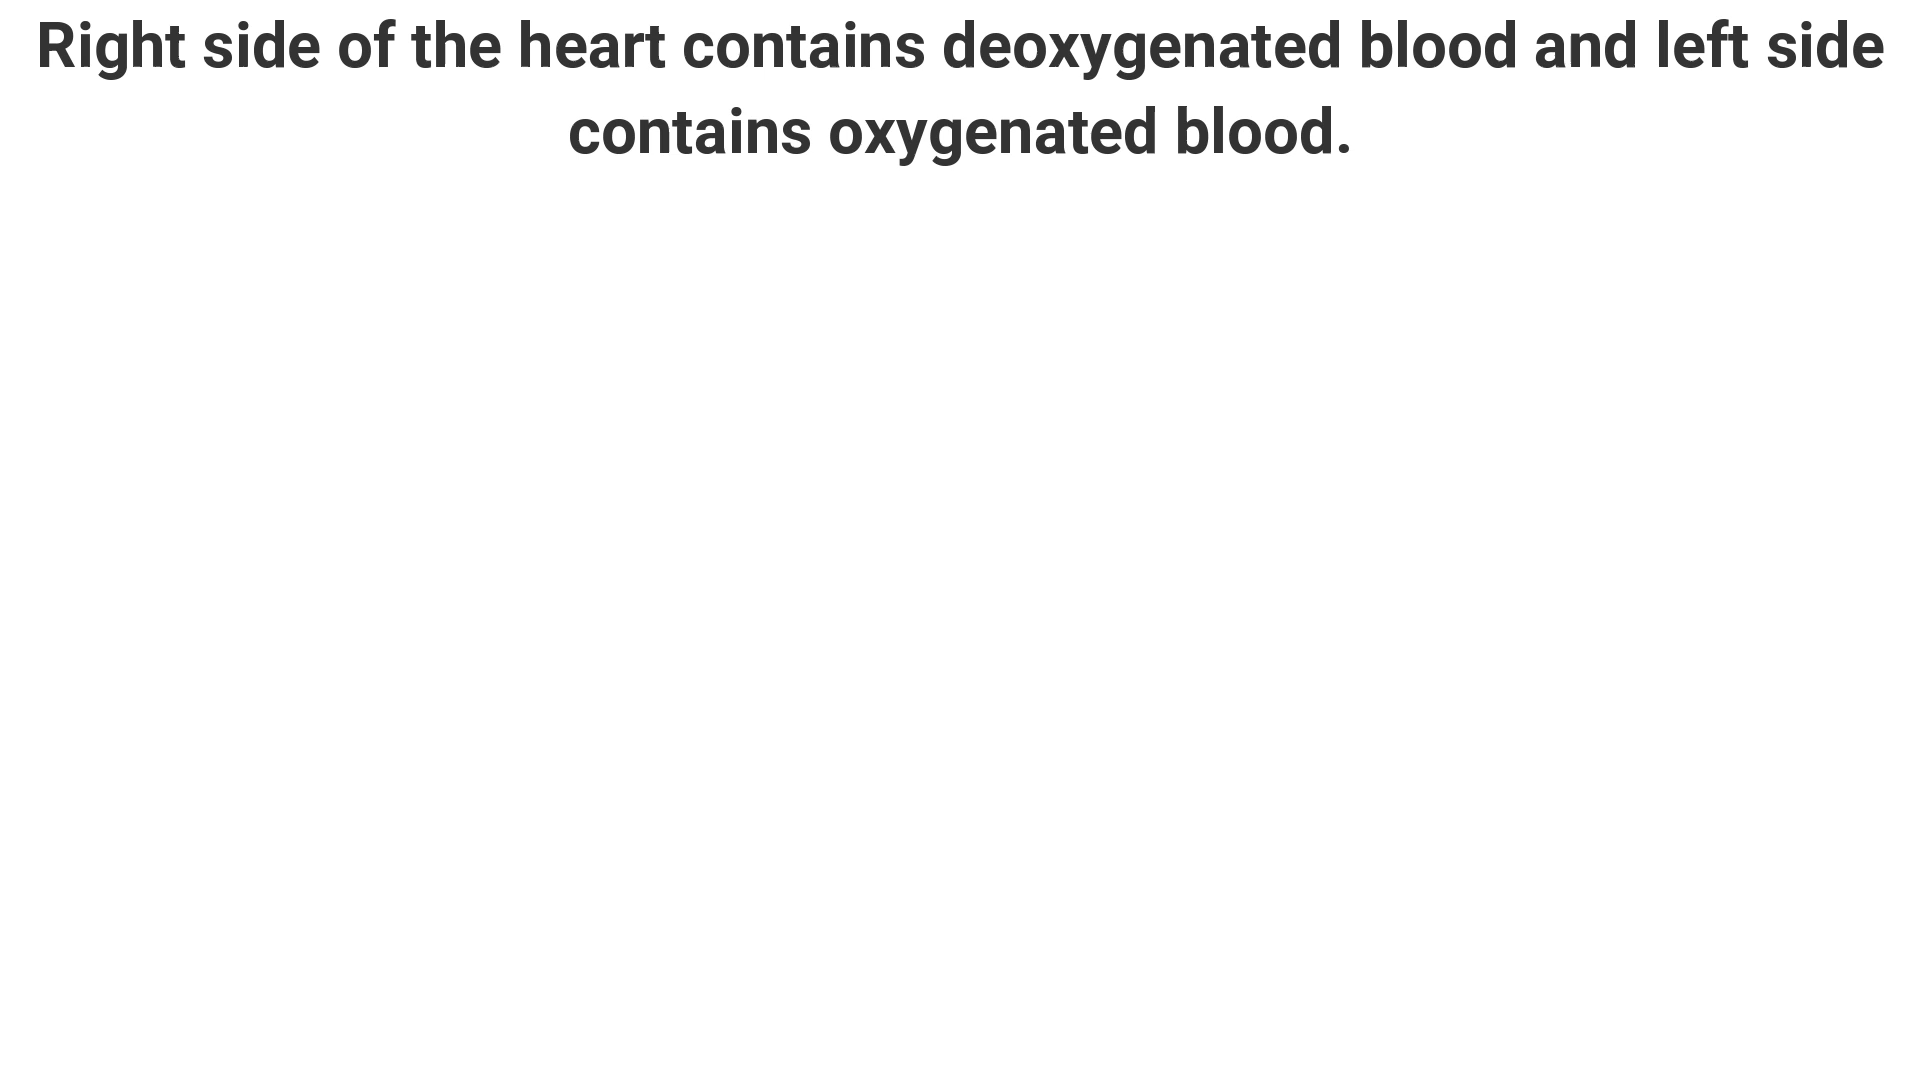 Right side of the heart contains deoxygenated blood and left side
contains oxygenated blood.